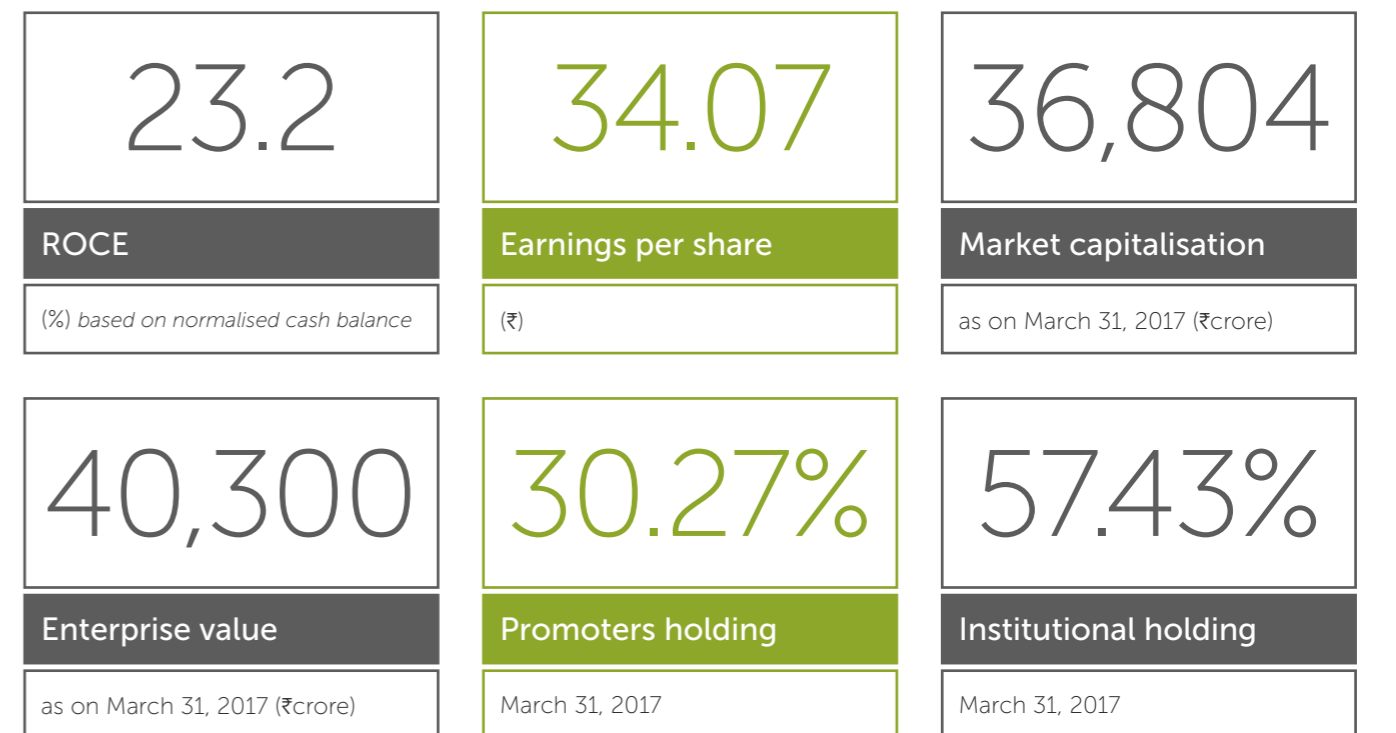 23.2
34.07
36,804
ROCE
Earnings per share
Market capitalisation
(%) based on normalised cash balance
(₹)
as on March 31, 2017 (₹crore)
40,300
30.27%
57.43%
Enterprise value
Promoters holding
Institutional holding
as on March 31, 2017 (₹crore)
March 31, 2017
March 31, 2017